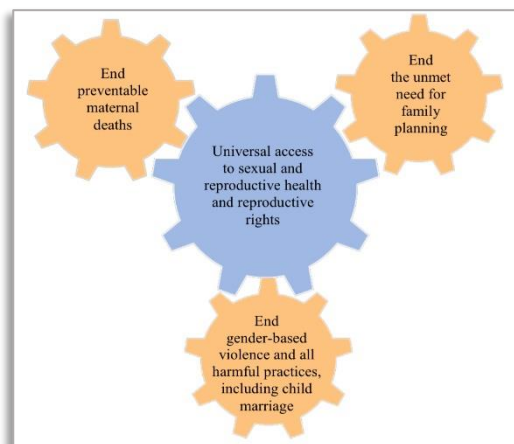 End
preventable
maternal
deaths
End
the unmet
need for
family
planning
Universal access
to sexual and
reproductive health
and reproductive
rights
End
gender-based
violence and all
harmful practices,
including child
marriage